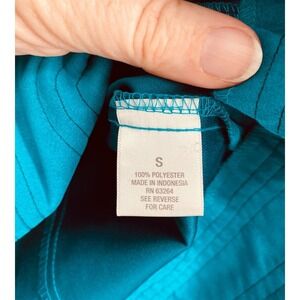 S
100% POLYESTER
MADE IN INDONESIA
RN 63264
SEE REVERSE
FOR CARE